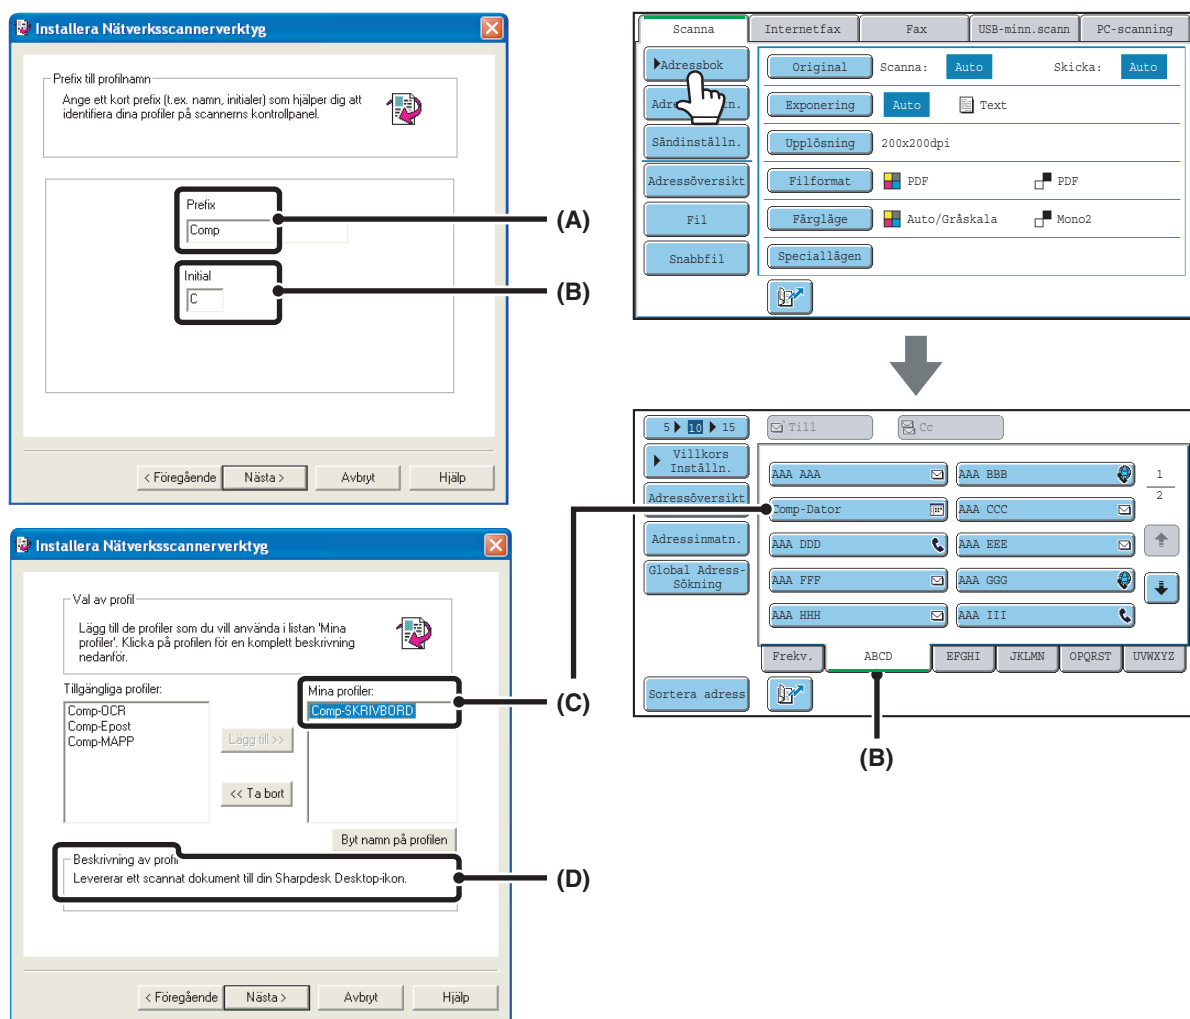 Installera Nätverksscannerverktyg
Prefix till profilnamn
Ange ett kort prefix (t.ex. namn, initialer) som hjälper dig att
identifiera dina profiler på scannerns kontrollpanel.
Prefix
Comp
(A)
Initial
C
(B)
< Föregående
Nästa >
Avbryt
Hjälp
Installera Nätverksscannerverktyg
Val av profil
Lägg till de profiler som du vill använda i listan 'Mina
profiler'. Klicka på profilen för en komplett beskrivning
nedanför.
Tillgängliga profiler:
Mina profiler:
Comp-OCR
Comp-Epost
Comp-MAPP
Comp-SKRIVBORD
(C)
Lägg till >>
<< Ta bort
Byt namn på profilen
Beskrivning av profil
Levererar ett scannat dokument till din Sharpdesk Desktop-ikon.
(D)
< Föregående
Nästa >
Avbryt
Hjälp
Scanna
Internetfax
Fax
USB-minn.scann
PC-scanning
Adressbok
Original
Scanna:
Auto
Skicka:
Auto
Exponering
Auto
Text
Sändinställn.
Upplösning
200x200dpi
Adressöversikt
Filformat
PDF
PDF
Fil
Färgläge
Auto/Gråskala
Mono2
Snabbfil
Speciallägen
5
10
15
Till
Cc
Villkors
Inställn.
Adressöversikt
Adressinmatn.
Global Adress-
Sökning
Sortera adress
AAA AAA
AAA BBB
Comp-Dator
AAA CCC
AAA DDD
AAA EEE
AAA FFF
AAA GGG
AAA HHH
AAA III
1
2
Frekv.
ABCD
EFGHI
JKLMN
OPQRST
UVWXYZ
(B)